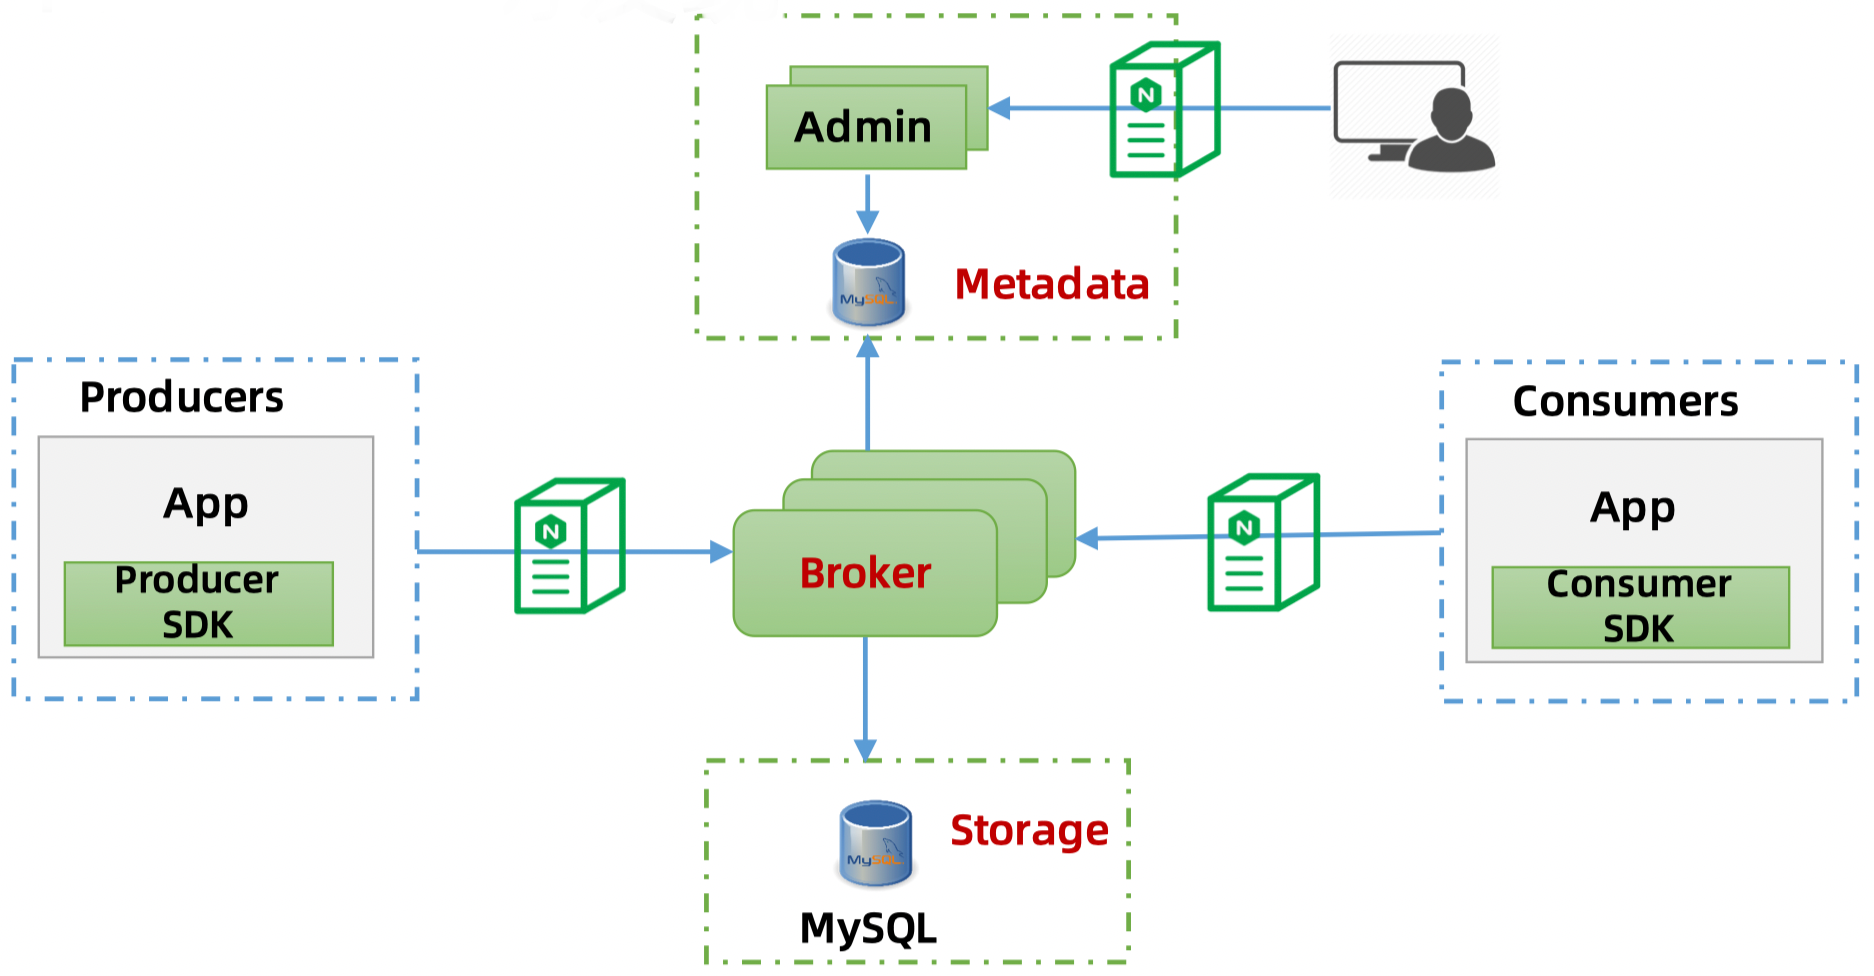 N
Admin
MySQL
Metadata
Producers
App
Producer
SDK
N
Broker
N
Consumers
App
Consumer
SDK
MySQL
Storage
MySQL